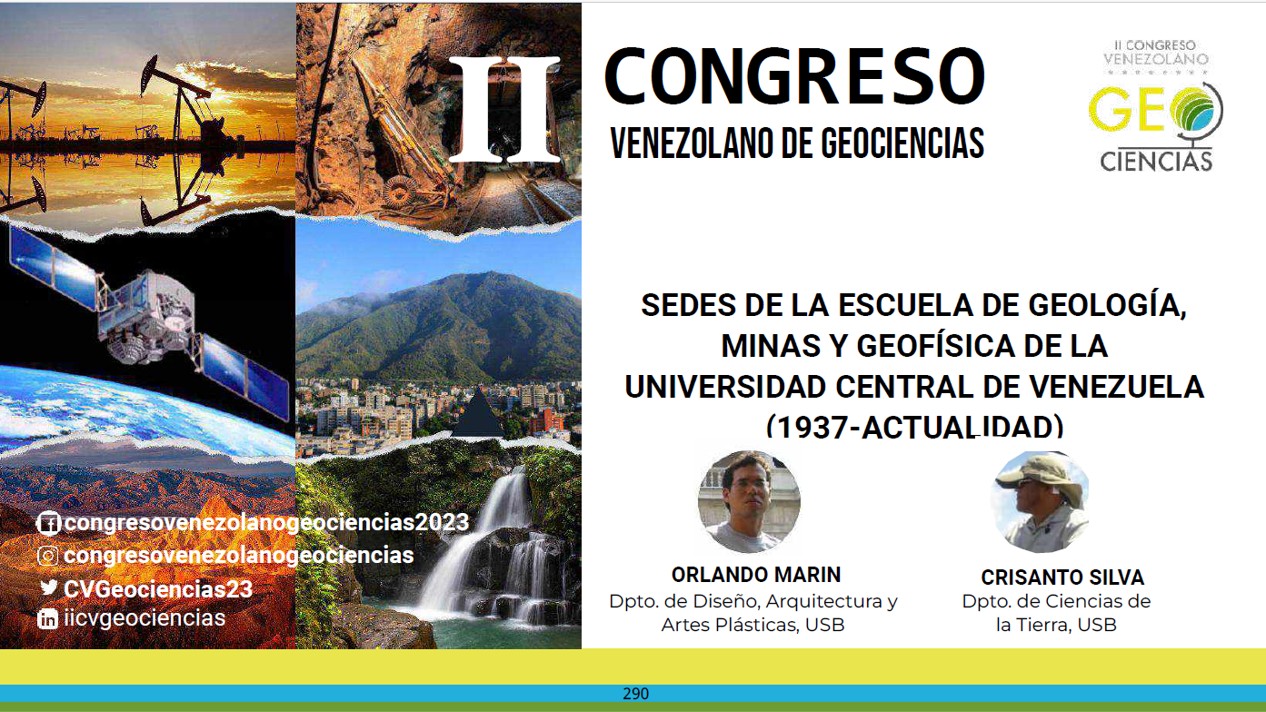 II CONGRESO
VENEZOLANO DE GEOCIENCIAS
II CONGRESO
VENEZOLANO
GEO
CIENCIAS
SEDES DE LA ESCUELA DE GEOLOGÍA,
MINAS Y GEOFÍSICA DE LA
UNIVERSIDAD CENTRAL DE VENEZUELA
(1937-ACTUALIDAD)
ORLANDO MARIN
Dpto. de Diseño, Arquitectura y
Artes Plásticas, USB
CRISANTO SILVA
Dpto. de Ciencias de
la Tierra, USB
congresovenezolanogeociencias2023
congresovenezolanogeociencias
CVGeociencias23
iicvgeociencias
290